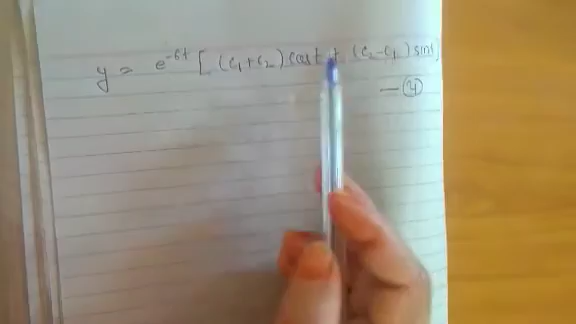 y = e^{-6t} [ (c₁+c₂) cost + (c₂-c₁) sint]
— ④